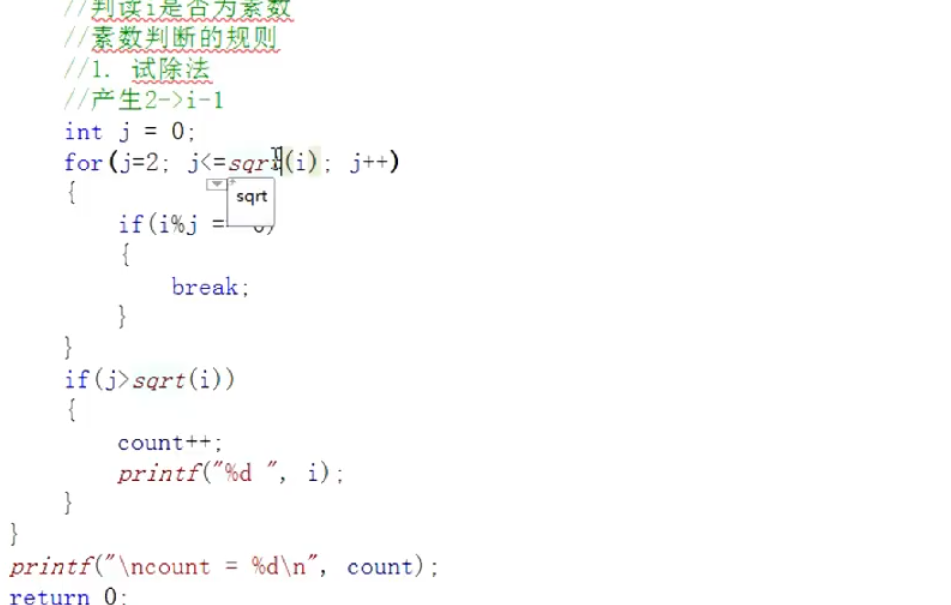 //判读i是否为素数
//素数判断的规则
//1. 试除法
//产生2->i-1
int j = 0;
for(j=2; j<=sqrt(i); j++)
{
sqrt
if(i%j = 0)
{
break;
}
}
if(j>sqrt(i))
{
count++;
printf("%d ", i);
}
}
printf("\ncount = %d\n", count);
return 0;